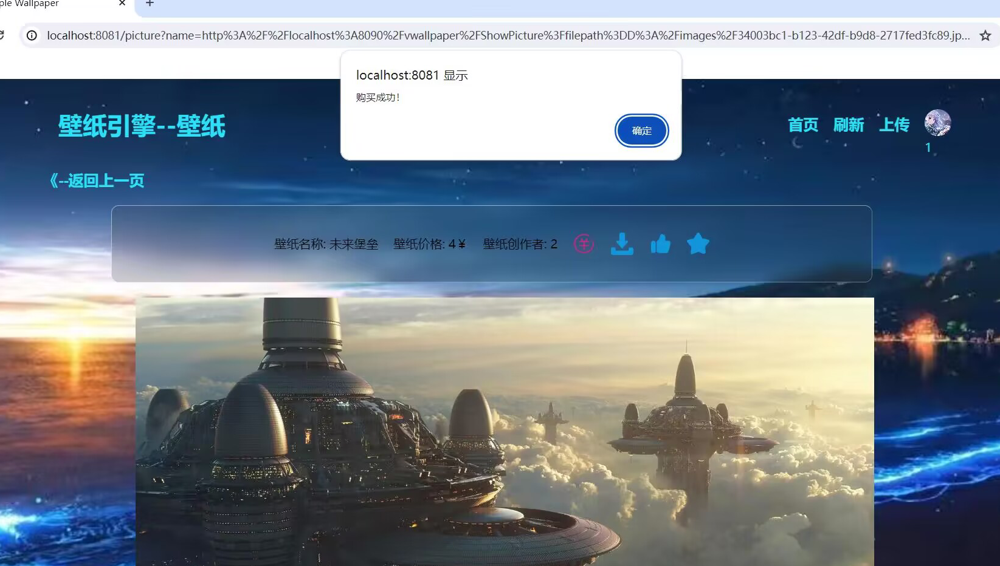 ple Wallpaper
localhost:8081/picture?name=http%3A%2F%2Flocalhost%3A8090%2Fvwallpaper%2FShowPicture%3Ffilepath%3DD%3A%2Fimages%2F34003bc1-b123-42df-b9d8-2717fed3fc89.jp...
localhost:8081 显示
购买成功!
确定
壁纸引擎--壁纸
首页 刷新 上传
1
《--返回上一页
壁纸名称: 未来堡垒 壁纸价格: 4￥ 壁纸创作者: 2